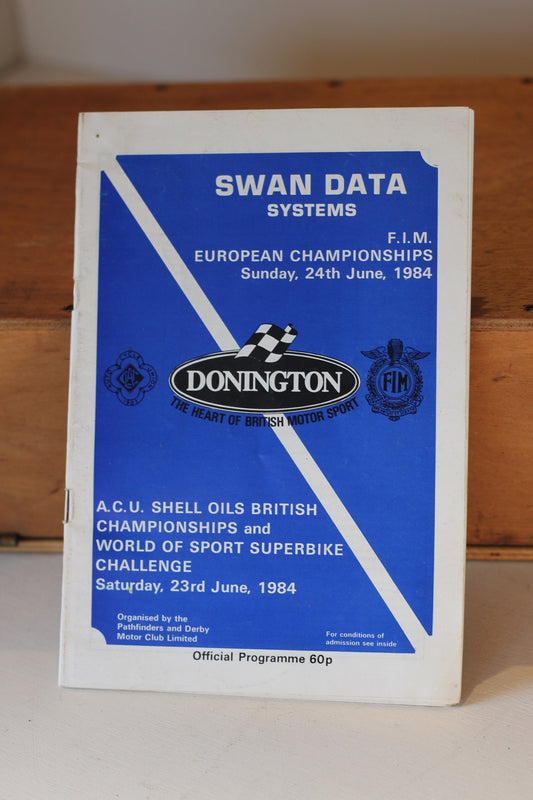 SWAN DATA
SYSTEMS
F.I.M.
EUROPEAN CHAMPIONSHIPS
Sunday, 24th June, 1984
DONINGTON
THE HEART OF BRITISH MOTOR SPORT
FIM
A.C.U. SHELL OILS BRITISH
CHAMPIONSHIPS and
WORLD OF SPORT SUPERBIKE
CHALLENGE
Saturday, 23rd June, 1984
Organised by the
Pathfinders and Derby
Motor Club Limited
For conditions of
admission see inside
Official Programme 60p